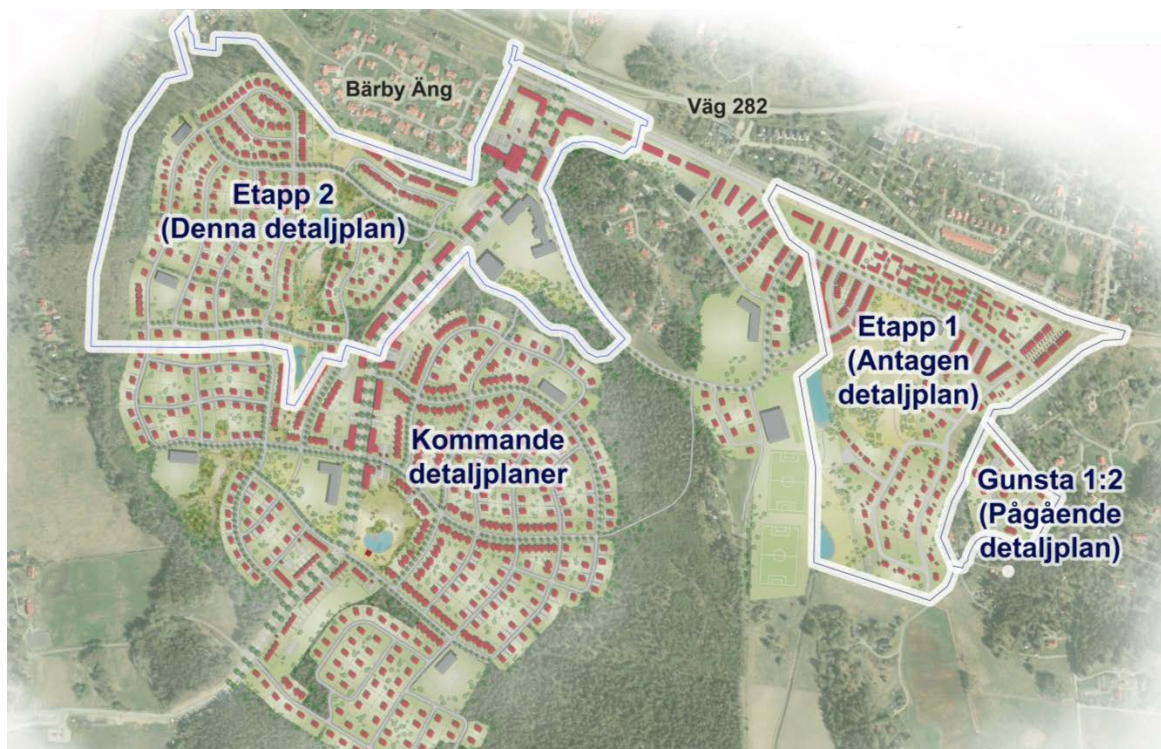 Bärby Äng
Väg 282
Etapp 2
(Denna detaljplan)
Etapp 1
(Antagen
detaljplan)
Kommande
detaljplaner
Gunsta 1:2
(Pågående
detaljplan)